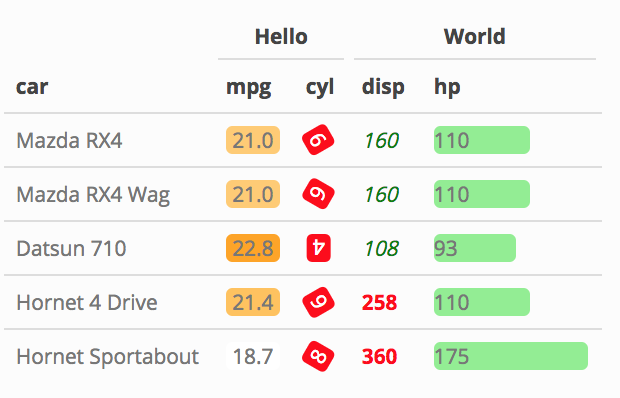 Hello World
car mpg cyl disp hp
Mazda RX4 21.0 6 160 110
Mazda RX4 Wag 21.0 6 160 110
Datsun 710 22.8 4 108 93
Hornet 4 Drive 21.4 6 258 110
Hornet Sportabout 18.7 8 360 175